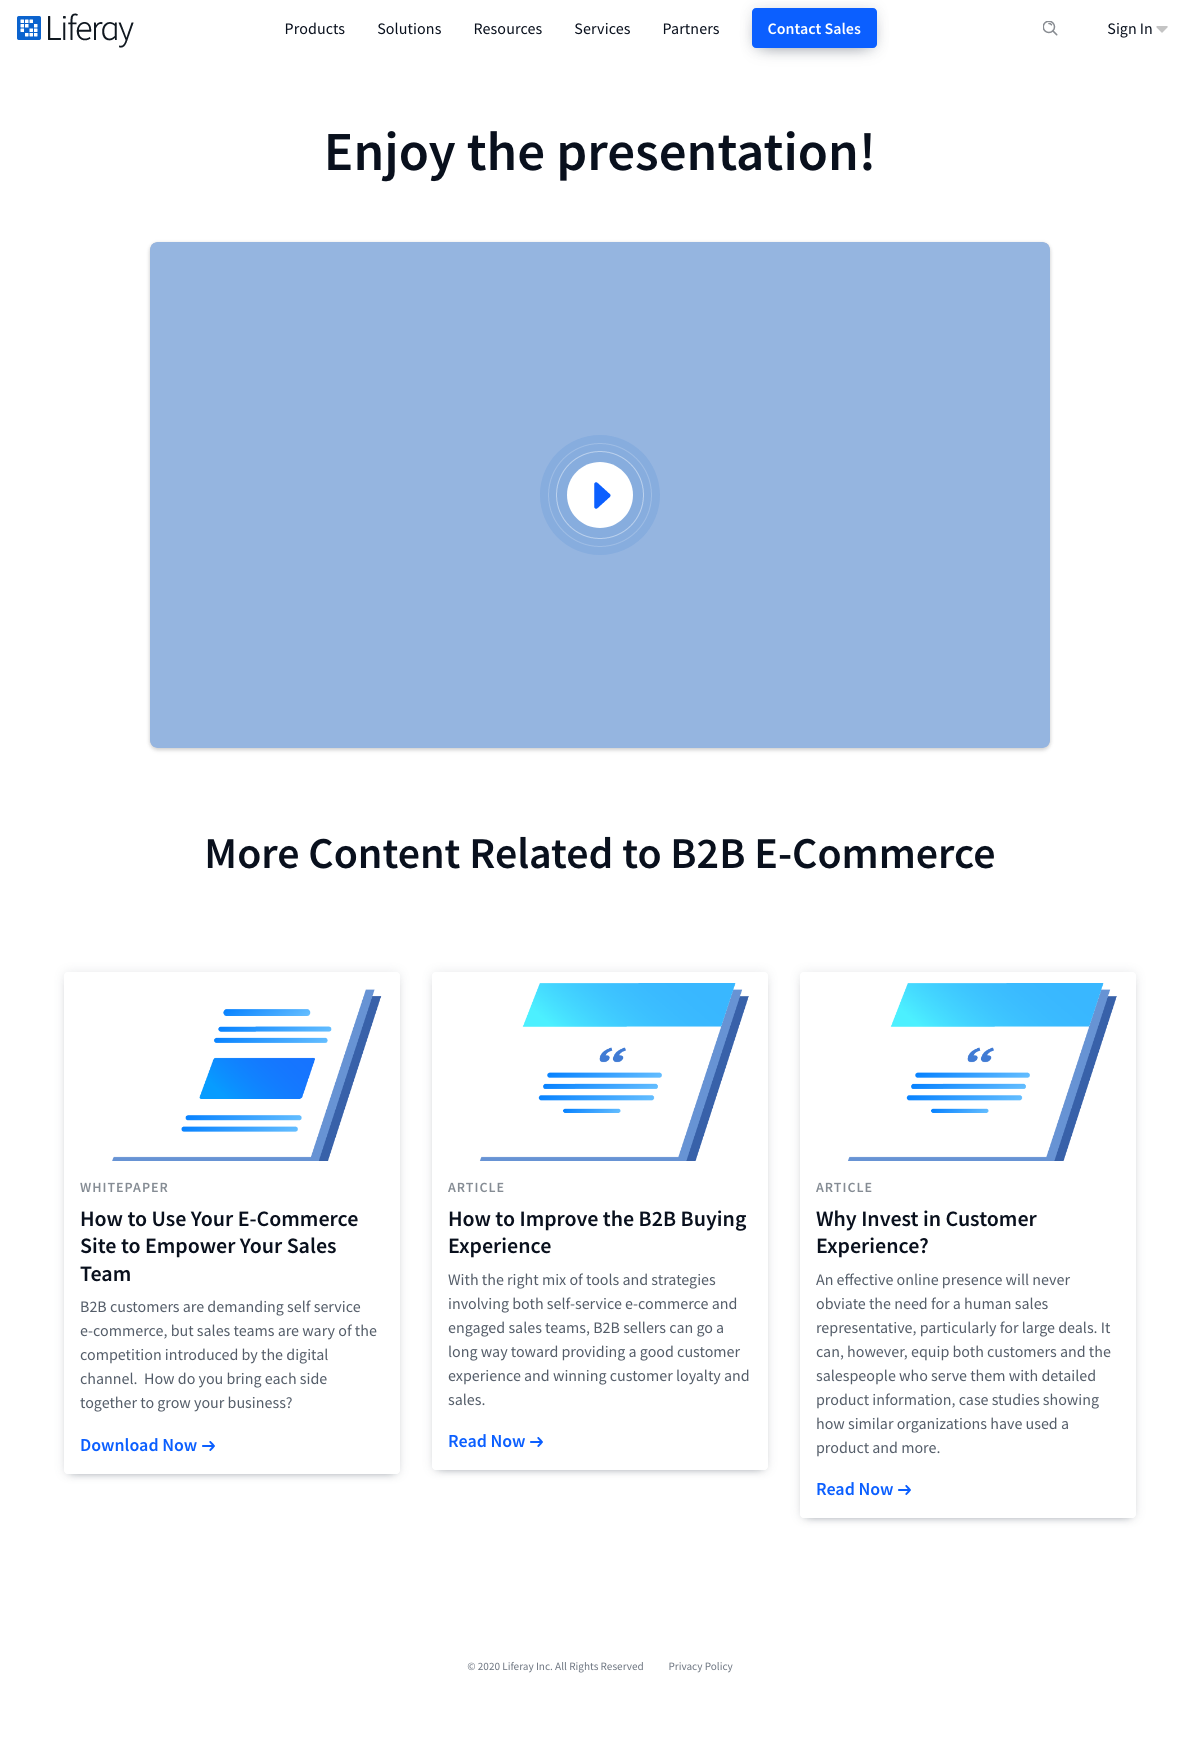 Liferay
Products
Solutions
Resources
Services
Partners
Contact Sales
Sign In
Enjoy the presentation!
More Content Related to B2B E-Commerce
WHITEPAPER
How to Use Your E-Commerce
Site to Empower Your Sales
Team
B2B customers are demanding self service
e-commerce, but sales teams are wary of the
competition introduced by the digital
channel.  How do you bring each side
together to grow your business?
Download Now →
ARTICLE
How to Improve the B2B Buying
Experience
With the right mix of tools and strategies
involving both self-service e-commerce and
engaged sales teams, B2B sellers can go a
long way toward providing a good customer
experience and winning customer loyalty and
sales.
Read Now →
ARTICLE
Why Invest in Customer
Experience?
An effective online presence will never
obviate the need for a human sales
representative, particularly for large deals. It
can, however, equip both customers and the
salespeople who serve them with detailed
product information, case studies showing
how similar organizations have used a
product and more.
Read Now →
© 2020 Liferay Inc. All Rights Reserved
Privacy Policy